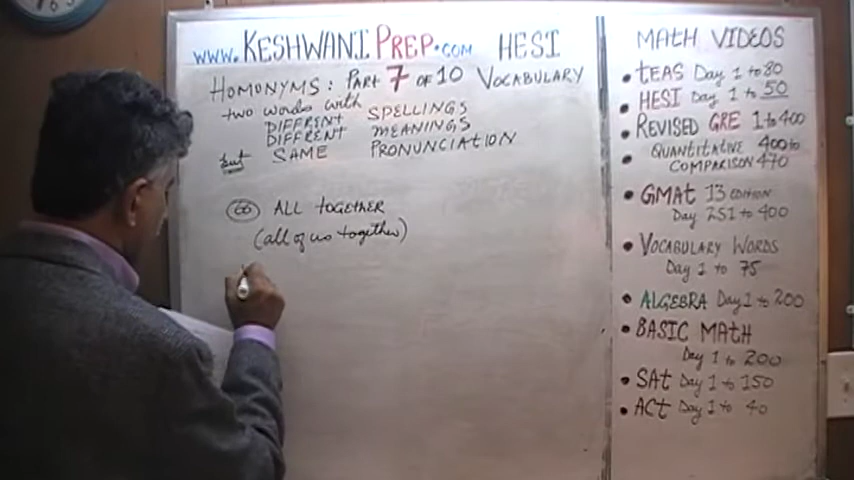 www.KESHWANIPREP.com HESI
HOMONYMS: PART 7 OF 10 VOCABULARY
two words with
DIFFRENT SPELLINGS
DIFFRENT MEANINGS
but SAME PRONUNCIATION
66 ALL TOGETHER
(all of us together)
MATH VIDEOS
• TEAS Day 1 to 80
• HESI Day 1 to 50
• REVISED GRE 1 to 400
• QUANTITATIVE 400 to
COMPARISON 470
• GMAT 13 EDITION
Day 251 to 400
• VOCABULARY WORDS
Day 1 to 75
• ALGEBRA Day 1 to 200
• BASIC MATH
Day 1 to 200
• SAT Day 1 to 150
• ACT Day 1 to 40